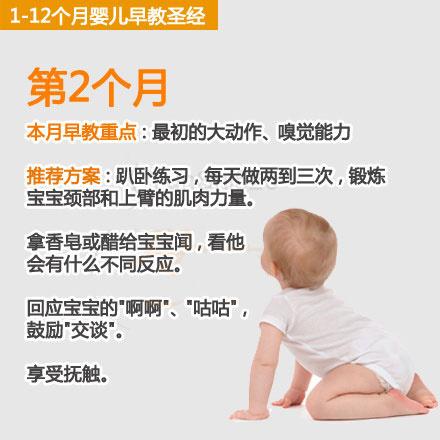 1-12个月婴儿早教圣经
第2个月
本月早教重点：最初的大动作、嗅觉能力
推荐方案：趴卧练习，每天做两到三次，锻炼
宝宝颈部和上臂的肌肉力量。
拿香皂或醋给宝宝闻，看他
会有什么不同反应。
回应宝宝的"啊啊"、"咕咕"，
鼓励"交谈"。
享受抚触。